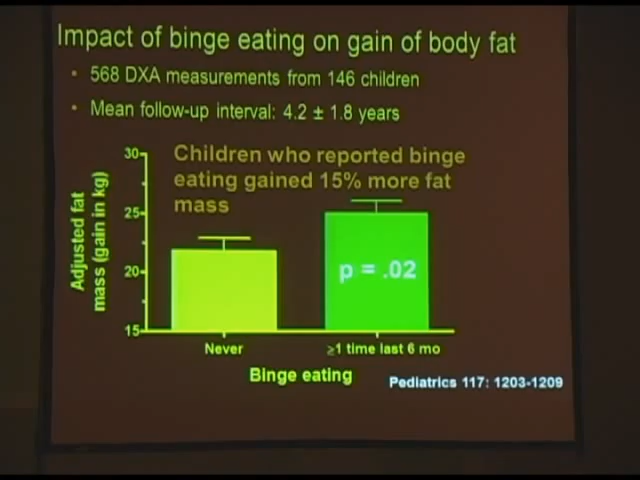 Impact of binge eating on gain of body fat
• 568 DXA measurements from 146 children
• Mean follow-up interval: 4.2 ± 1.8 years
Children who reported binge
eating gained 15% more fat
mass
Adjusted fat
mass (gain in kg)
30
25
20
15
p = .02
Never
≥1 time last 6 mo
Binge eating
Pediatrics 117: 1203-1209